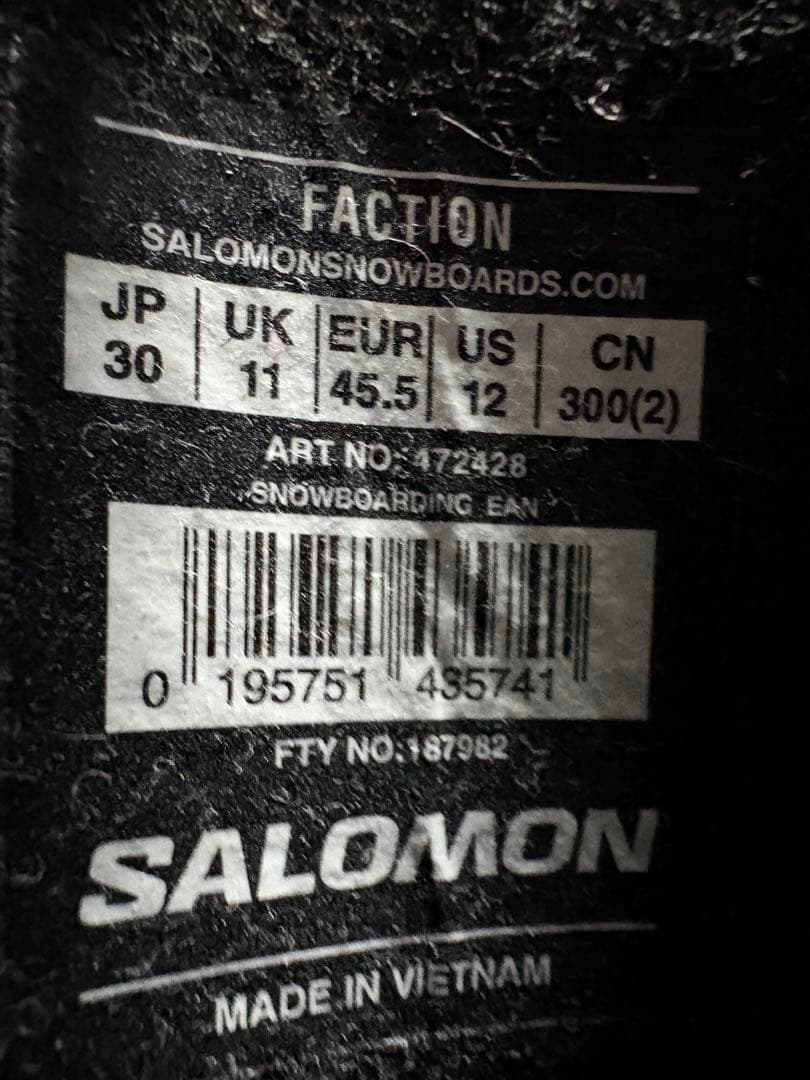 FACTION
SALOMONSNOWBOARDS.COM
JP UK EUR US CN
30 11 45.5 12 300(2)
ART NO: 472428
SNOWBOARDING EAN
0 195751 435741
FTY NO:187982
SALOMON
MADE IN VIETNAM